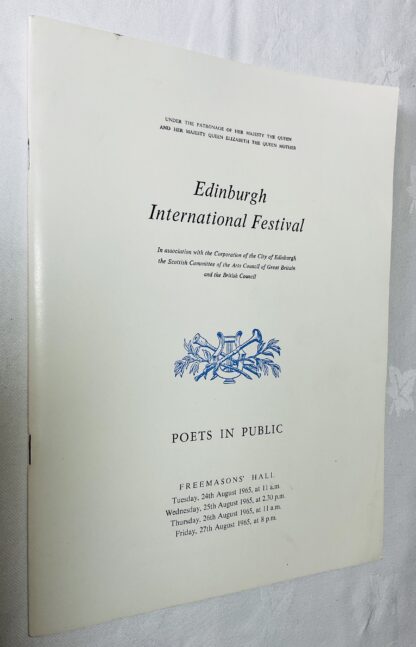 UNDER THE PATRONAGE OF HER MAJESTY THE QUEEN
AND HER MAJESTY QUEEN ELIZABETH THE QUEEN MOTHER
Edinburgh
International Festival
In association with the Corporation of the City of Edinburgh
the Scottish Committee of the Arts Council of Great Britain
and the British Council
POETS IN PUBLIC
FREEMASONS' HALL
Tuesday, 24th August 1965, at 11 a.m.
Wednesday, 25th August 1965, at 2.30 p.m.
Thursday, 26th August 1965, at 11 a.m.
Friday, 27th August 1965, at 8 p.m.